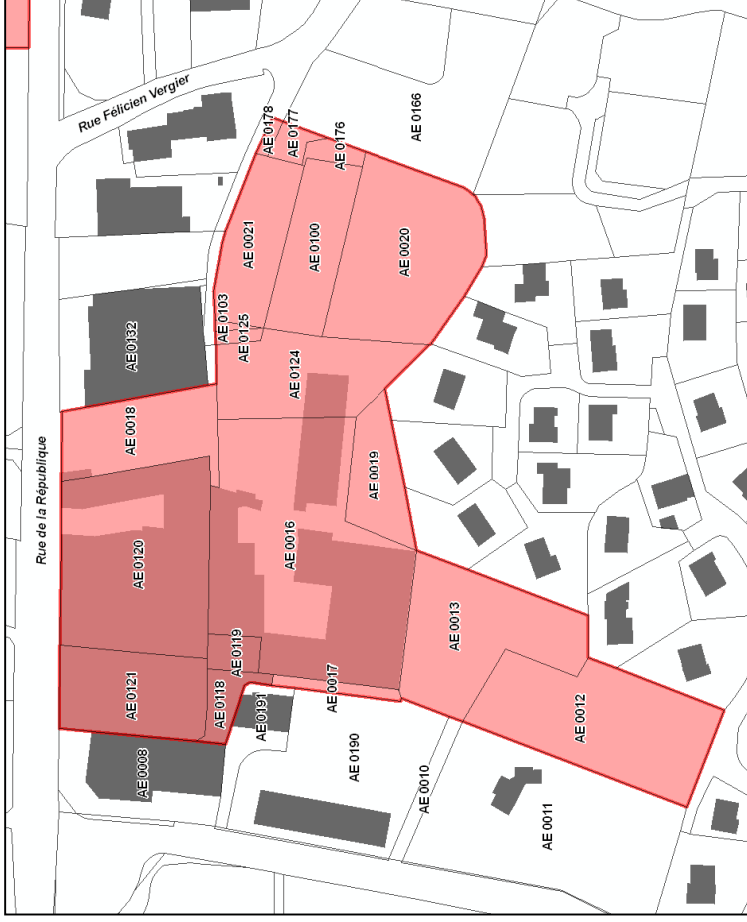 Rue Félicien Vergier
AE 0178
AE 0177
AE 0176
AE 0166
AE 0021
AE 0100
AE 0020
AE 0103
AE 0125
AE 0132
AE 0124
AE 0018
Rue de la République
AE 0019
AE 0016
AE 0120
AE 0013
AE 0119
AE 0017
AE 0121
AE 0118
AE 0191
AE 0012
AE 0008
AE 0190
AE 0010
AE 0011